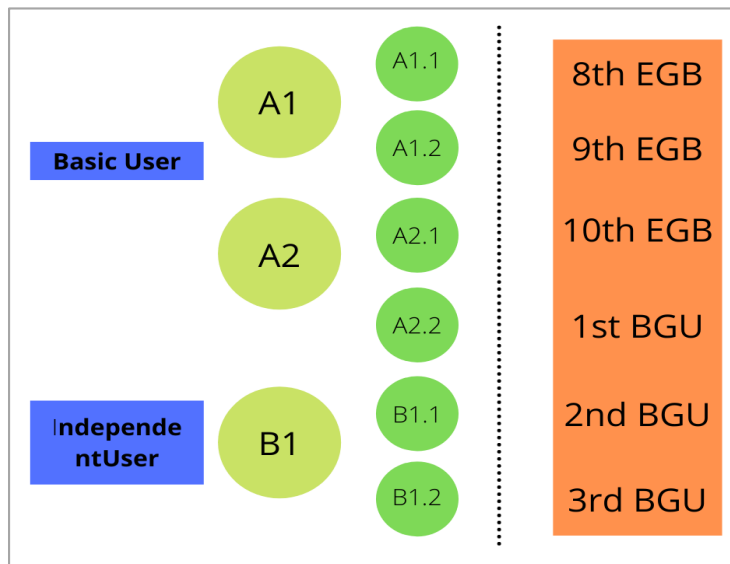 Basic User
Independe
ntUser
A1
A2
B1
A1.1
A1.2
A2.1
A2.2
B1.1
B1.2
8th EGB
9th EGB
10th EGB
1st BGU
2nd BGU
3rd BGU